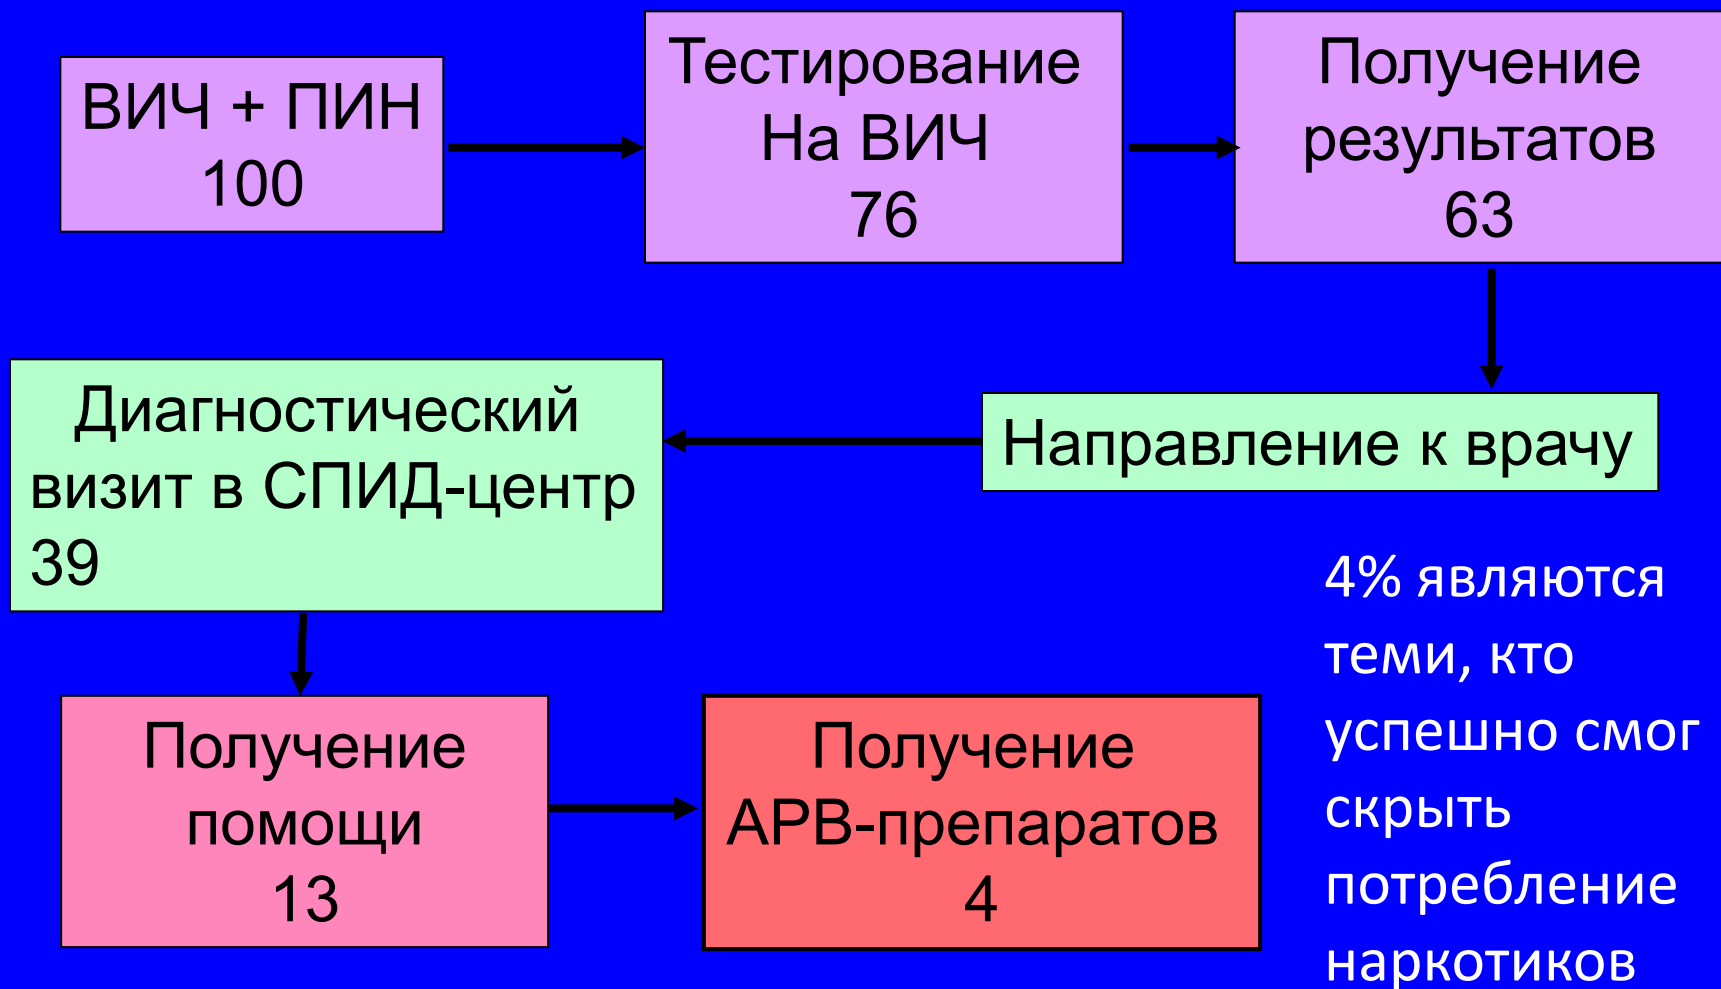 ВИЧ + ПИН
100
Тестирование
На ВИЧ
76
Получение
результатов
63
Направление к врачу
Диагностический
визит в СПИД-центр
39
Получение
помощи
13
Получение
АРВ-препаратов
4
4% являются
теми, кто
успешно смог
скрыть
потребление
наркотиков